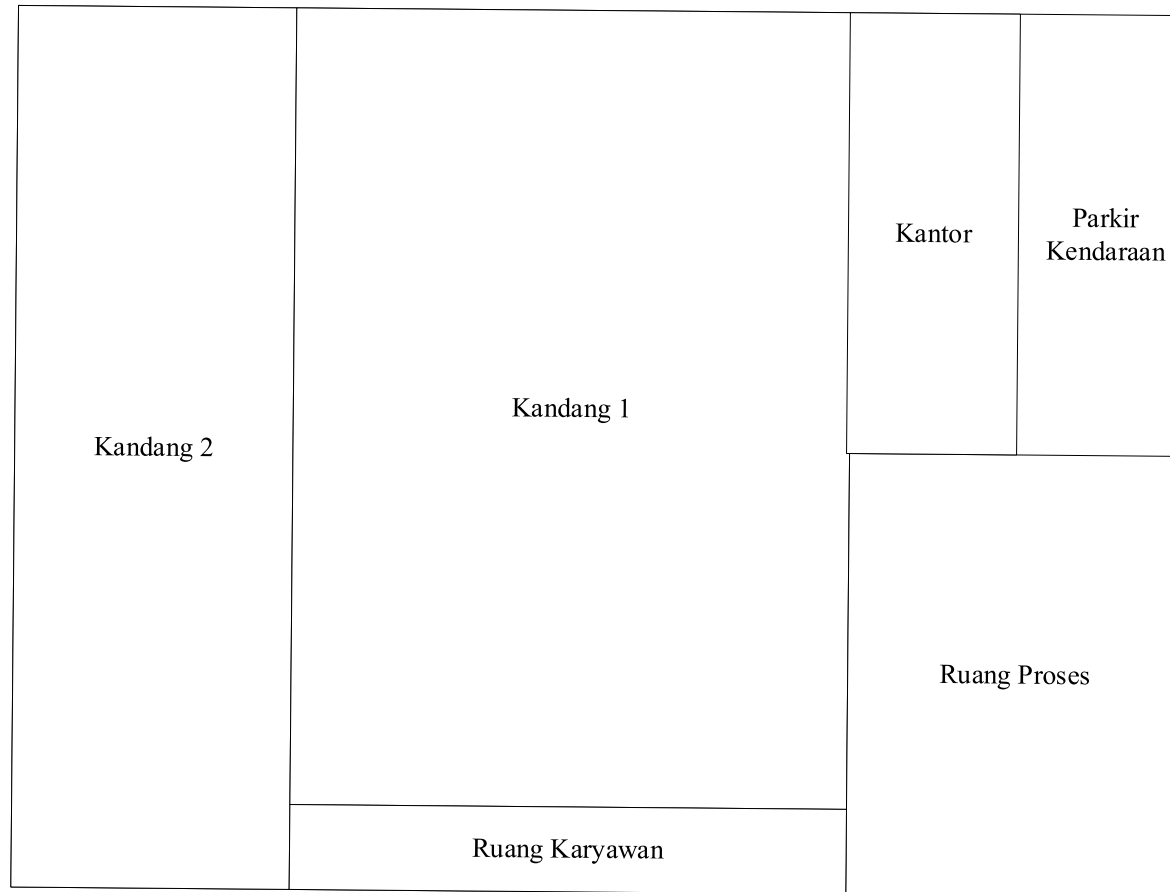 Kandang 2
Kandang 1
Kantor
Parkir
Kendaraan
Ruang Proses
Ruang Karyawan